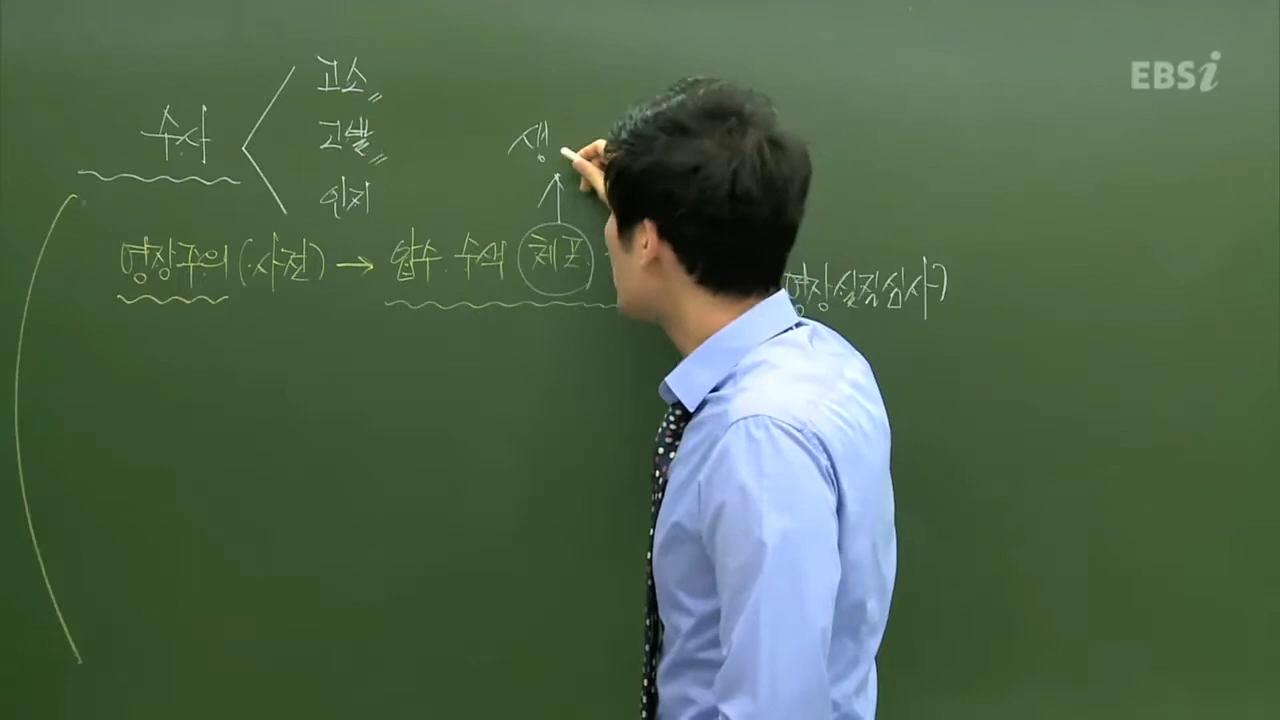 EBSi
수사
고소
고발
인지
생
영장주의 (사전) → 압수 수색 체포
영장실질심사)